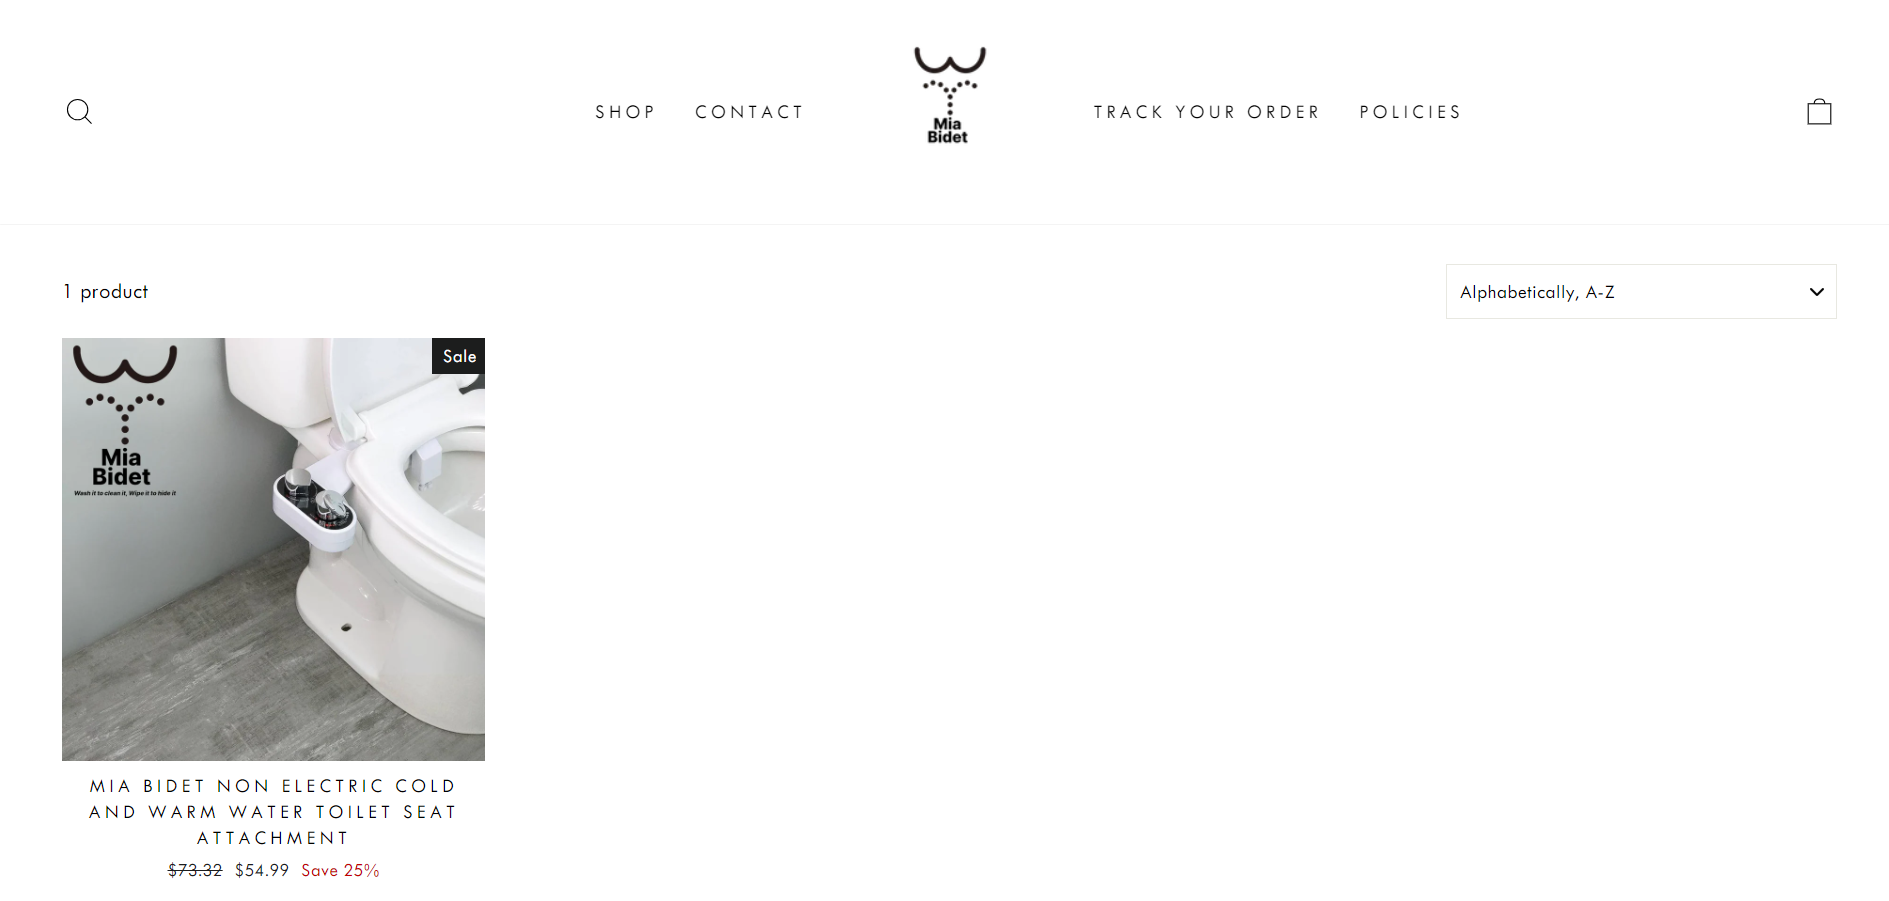 SHOP
CONTACT
Mia
Bidet
TRACK YOUR ORDER
POLICIES
1 product
Alphabetically, A-Z
Sale
Mia
Bidet
Wash it to clean it, Wipe it to hide it
MIA BIDET NON ELECTRIC COLD
AND WARM WATER TOILET SEAT
ATTACHMENT
$73.32 $54.99 Save 25%